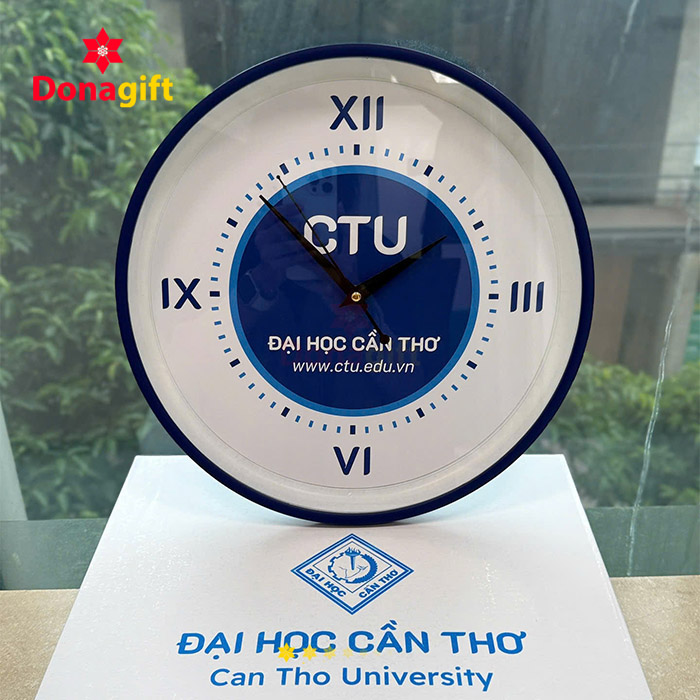 Donagift
XII
CTU
IX
III
ĐẠI HỌC CẦN THƠ
www.ctu.edu.vn
VI
ĐẠI HỌC
CẦN THƠ
ĐẠI HỌC CẦN THƠ
Can Tho University